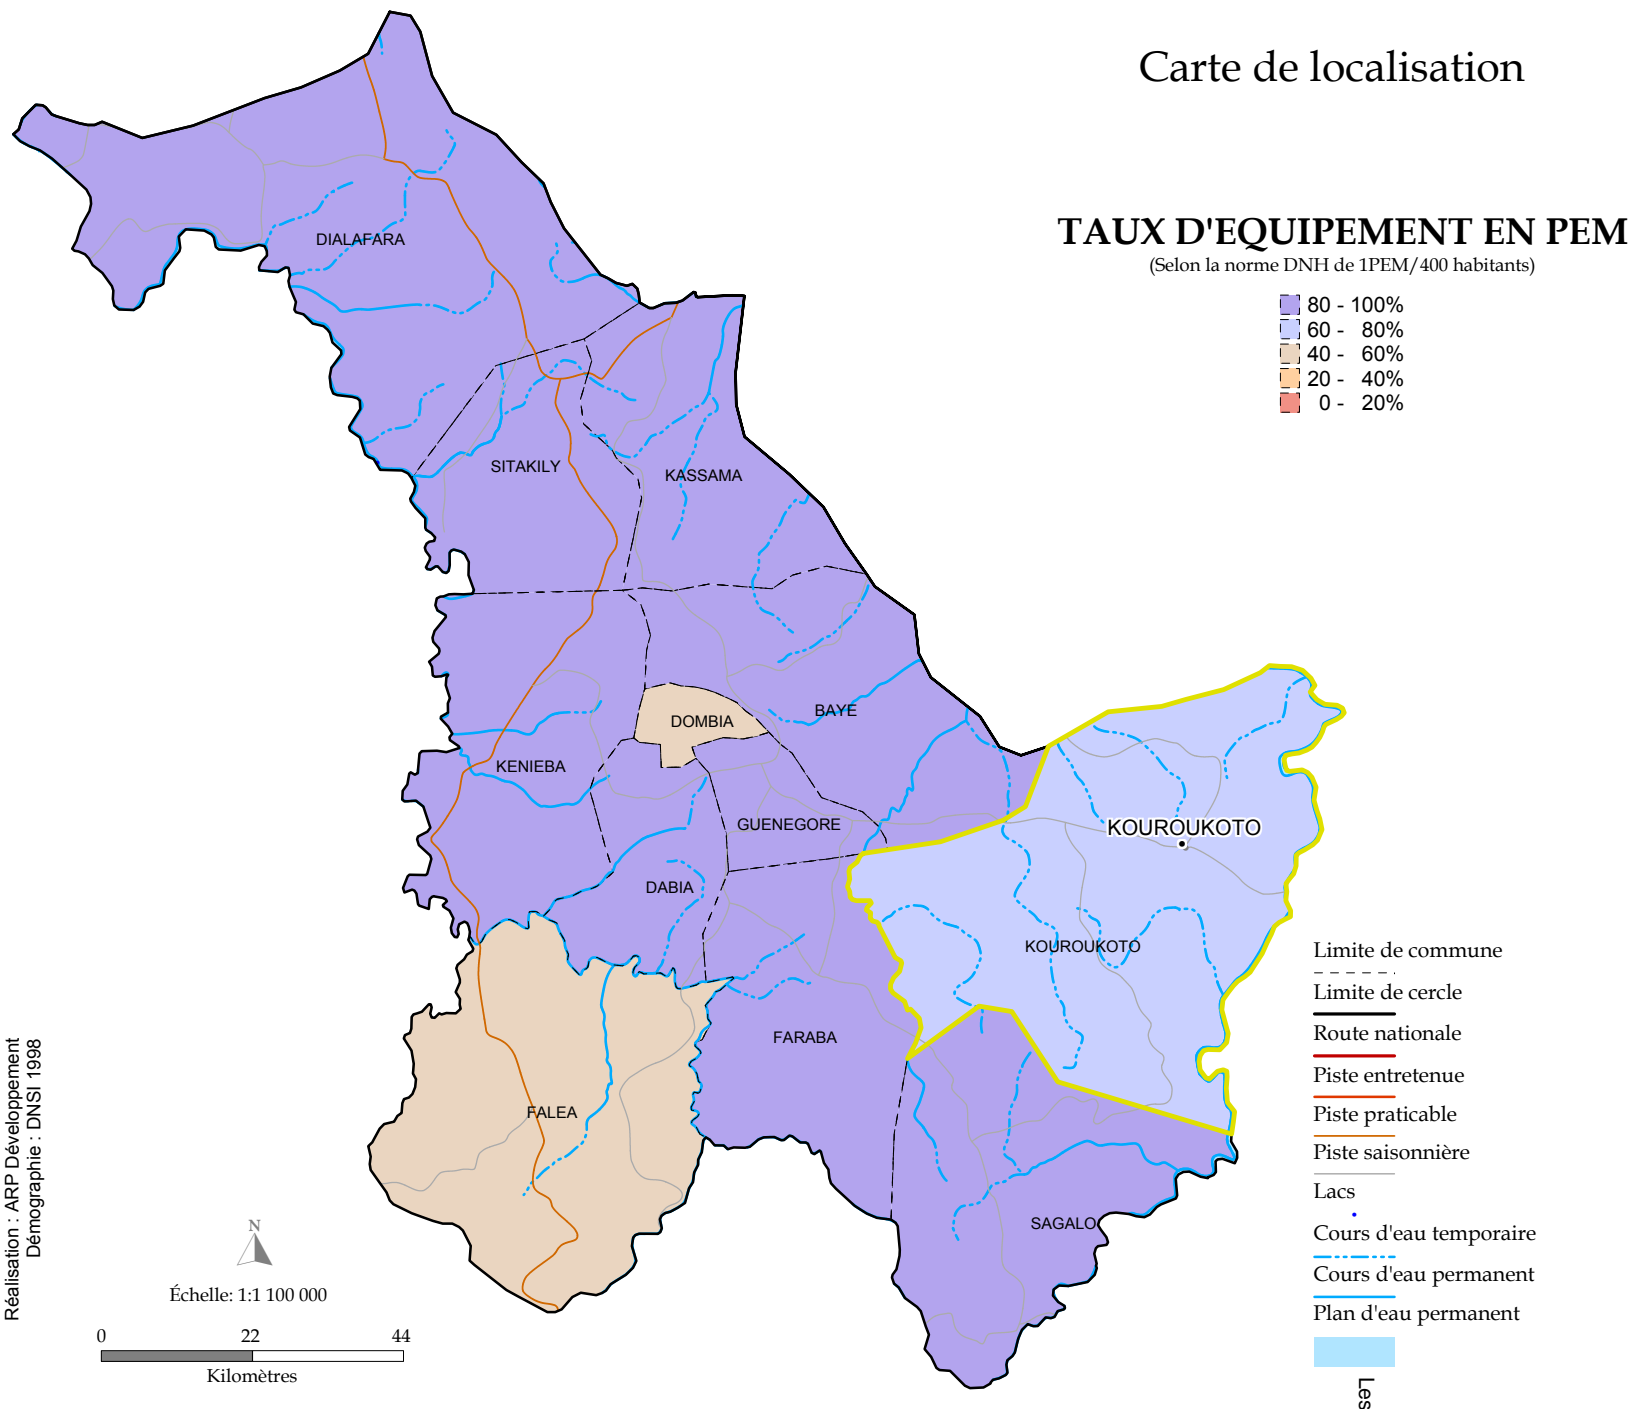 Carte de localisation
TAUX D'EQUIPEMENT EN PEM
(Selon la norme DNH de 1PEM/400 habitants)
80 - 100%
60 - 80%
40 - 60%
20 - 40%
0 - 20%
DIALAFARA
SITAKILY
KASSAMA
DOMBIA
BAYE
KENIEBA
GUENEGORE
KOUROUKOTO
DABIA
KOUROUKOTO
FARABA
FALEA
SAGALO
Limite de commune
Limite de cercle
Route nationale
Piste entretenue
Piste praticable
Piste saisonnière
Lacs
Cours d'eau temporaire
Cours d'eau permanent
Plan d'eau permanent
Les
Réalisation : ARP Développement
Démographie : DNSI 1998
N
Échelle: 1:1 100 000
0 22 44
Kilomètres